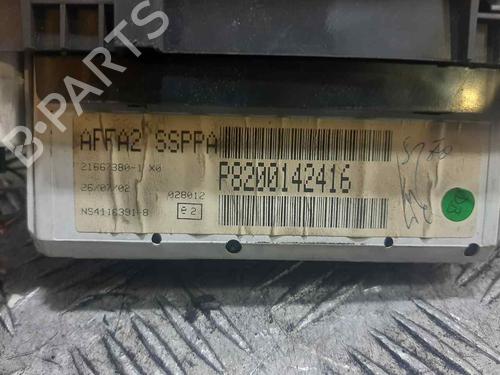 B-PARTS
AFFA2 SSPPA
21667380-1 X0
P8200142416
26/07/02
028012
e2
NS4116391-8